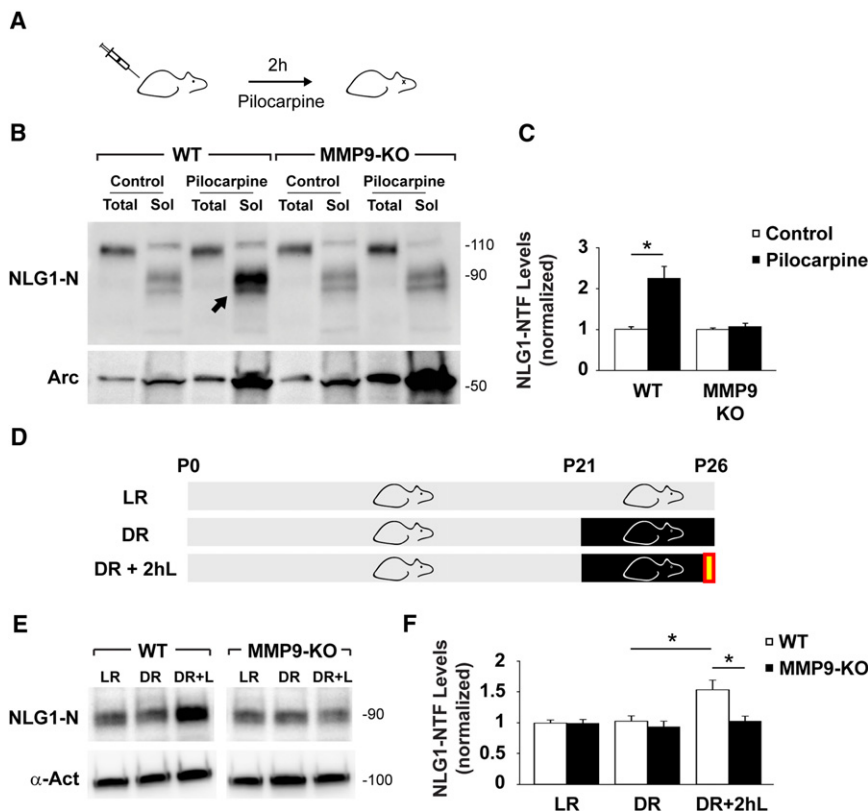 A
2h
Pilocarpine
B
WT MMP9-KO
Control Pilocarpine Control Pilocarpine
Total Sol Total Sol Total Sol Total Sol
NLG1-N
-110
-90
Arc
-50
C
NLG1-NTF Levels
(normalized)
3
2
1
0
*
Control
Pilocarpine
WT MMP9
KO
D
P0 P21 P26
LR
DR
DR + 2hL
E
WT MMP9-KO
LR DR DR+L LR DR DR+L
NLG1-N
-90
α-Act
-100
F
NLG1-NTF Levels
(normalized)
2
1.5
1
0.5
0
*
*
WT
MMP9-KO
LR DR DR+2hL